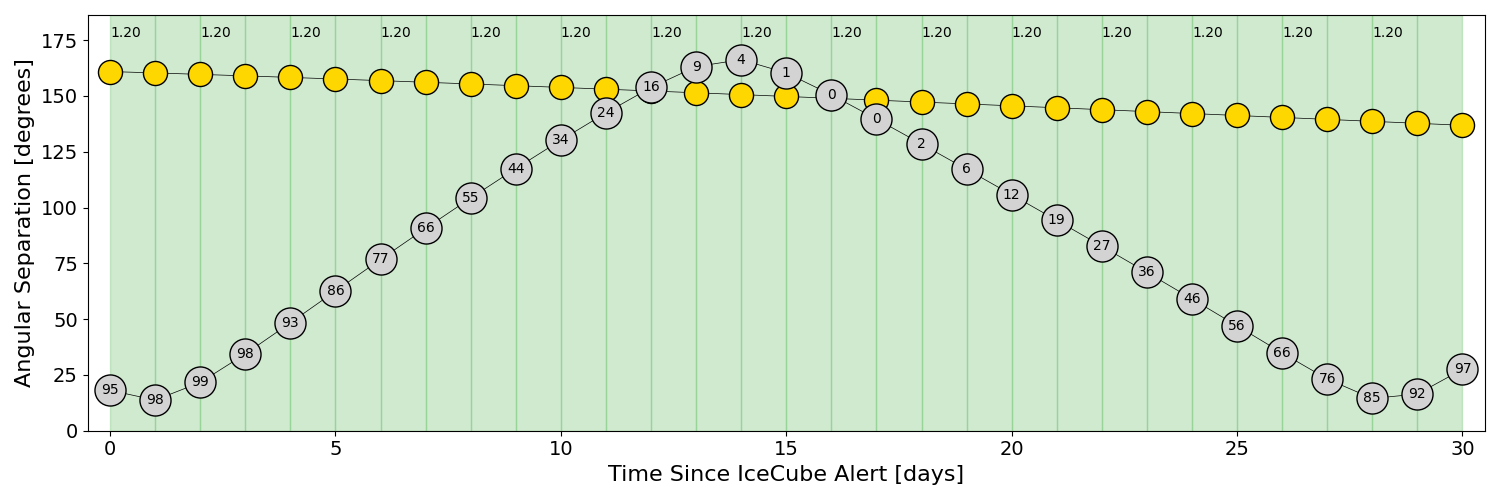 1.20 1.20 1.20 1.20 1.20 1.20 1.20 1.20 1.20 1.20 1.20 1.20 1.20 1.20 1.20
175
150
125
100
75
50
25
0
Angular Separation [degrees]
95 98 99 98 93 86 77 66 55 44 34 24 16 9 4 1 0 0 2 6 12 19 27 36 46 56 66 76 85 92 97
0 5 10 15 20 25 30
Time Since IceCube Alert [days]